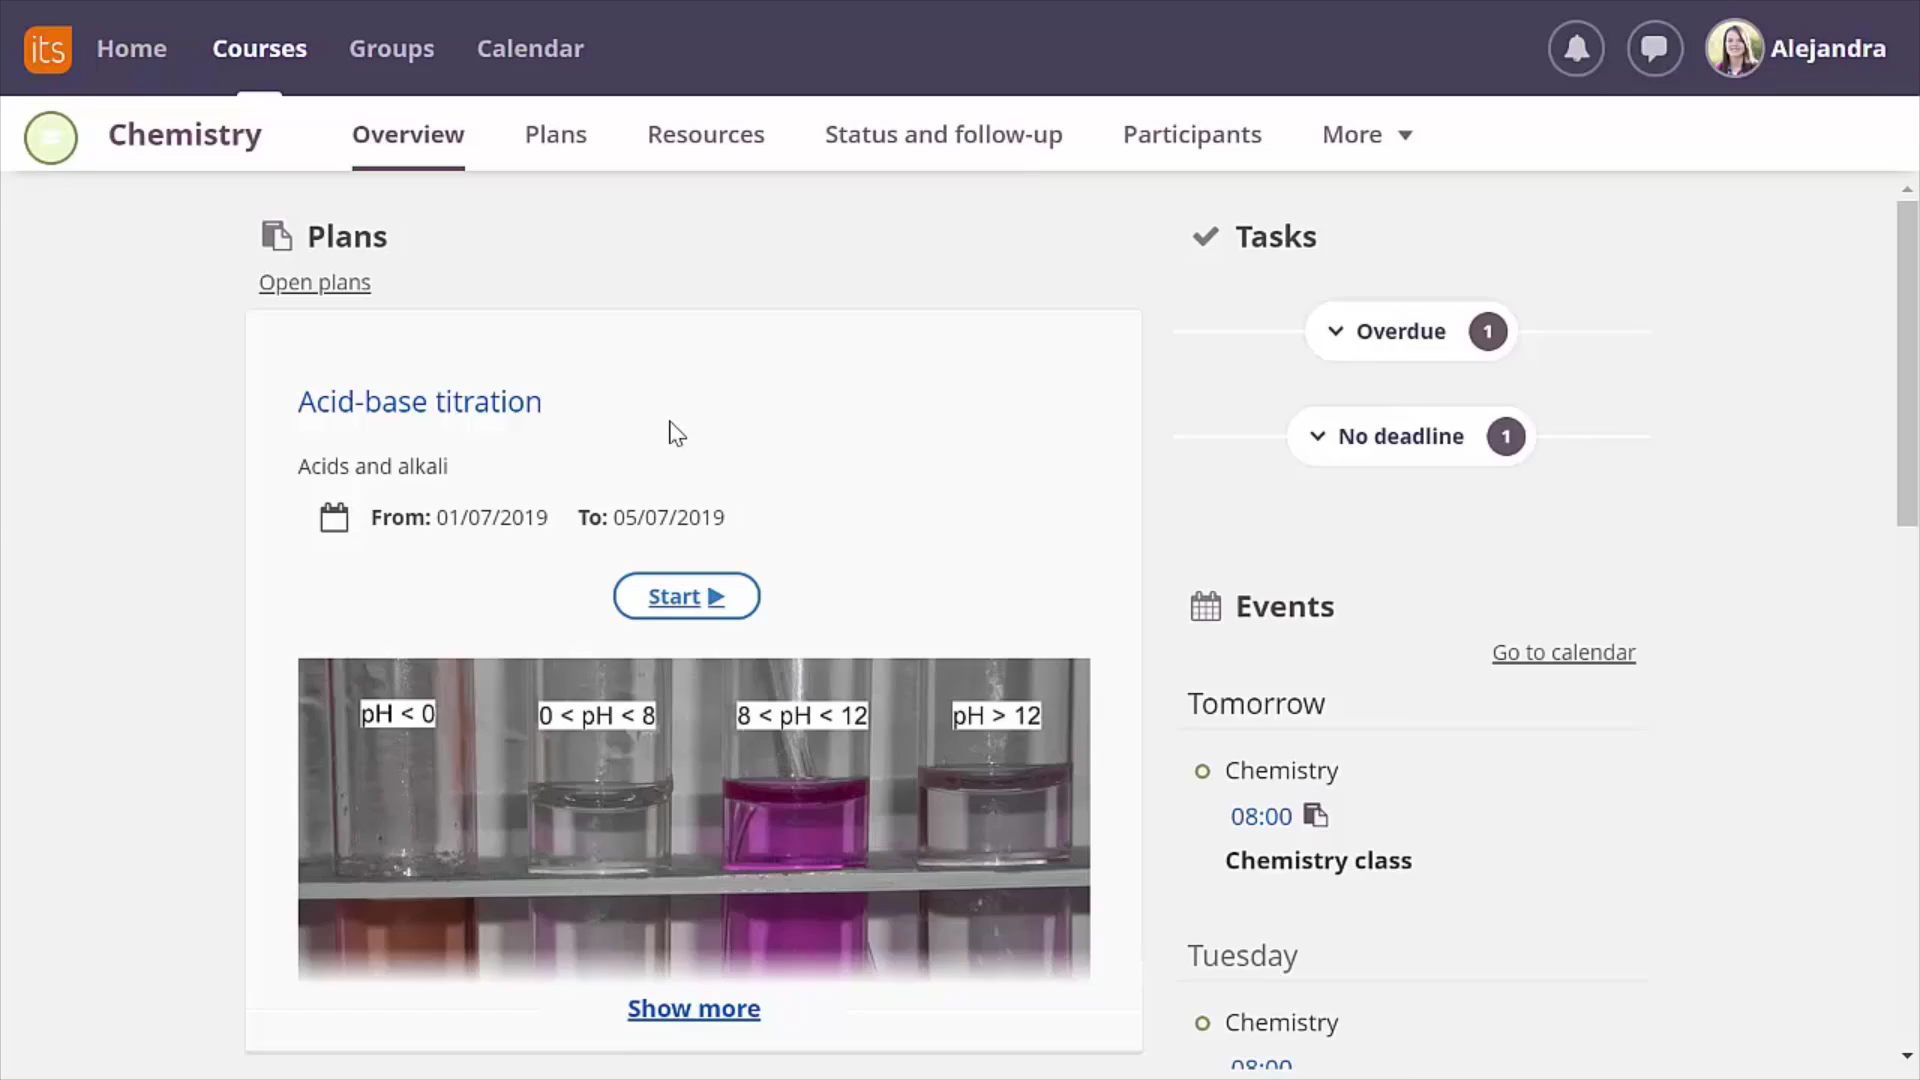 its Home Courses Groups Calendar Alejandra
Chemistry Overview Plans Resources Status and follow-up Participants More
Plans
Open plans
Acid-base titration
Acids and alkali
From: 01/07/2019 To: 05/07/2019
Start
pH < 0
0 < pH < 8
8 < pH < 12
pH > 12
Show more
Tasks
Overdue 1
No deadline 1
Events
Go to calendar
Tomorrow
Chemistry
08:00
Chemistry class
Tuesday
Chemistry
08:00